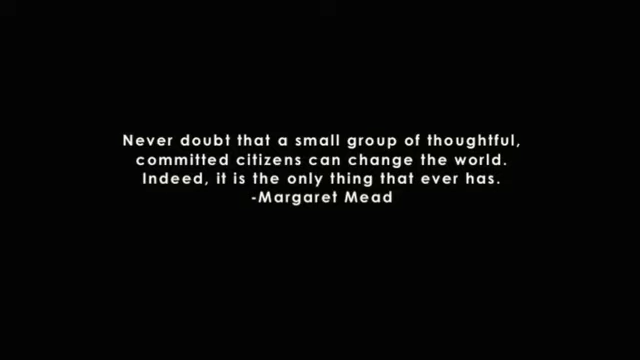 Never doubt that a small group of thoughtful,
committed citizens can change the world.
Indeed, it is the only thing that ever has.
-Margaret Mead